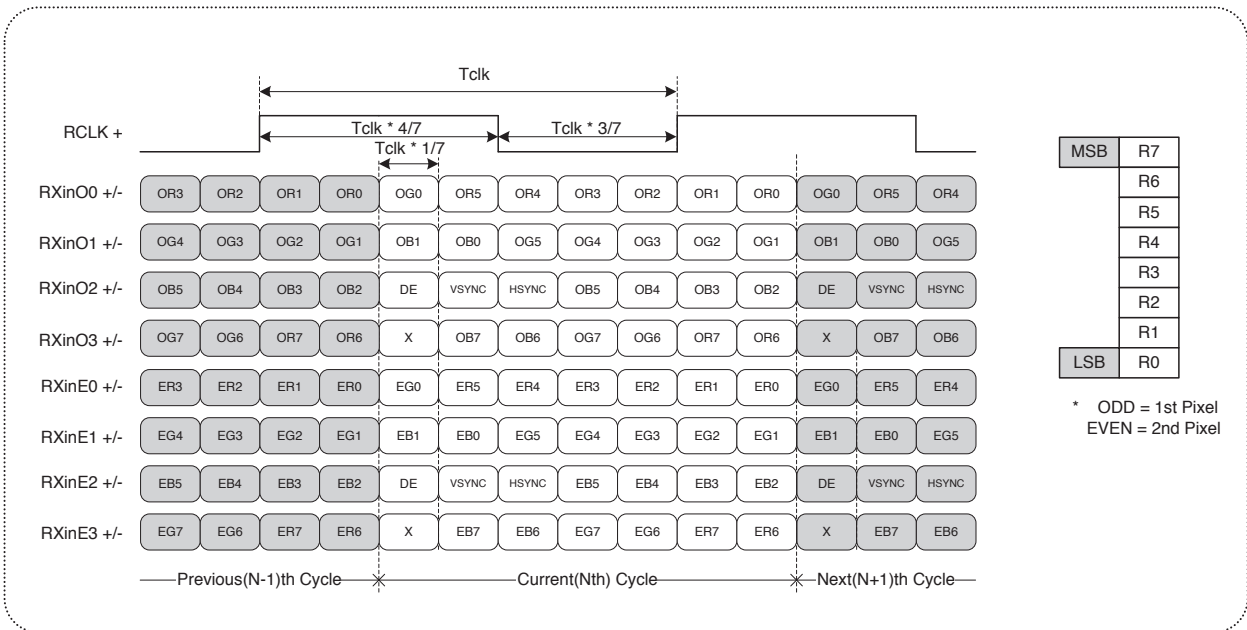 Tclk
RCLK +
Tclk * 4/7
Tclk * 3/7
Tclk * 1/7
RXinO0 +/- OR3 OR2 OR1 OR0 OG0 OR5 OR4 OR3 OR2 OR1 OR0 OG0 OR5 OR4
RXinO1 +/- OG4 OG3 OG2 OG1 OB1 OB0 OG5 OG4 OG3 OG2 OG1 OB1 OB0 OG5
RXinO2 +/- OB5 OB4 OB3 OB2 DE VSYNC HSYNC OB5 OB4 OB3 OB2 DE VSYNC HSYNC
RXinO3 +/- OG7 OG6 OR7 OR6 X OB7 OB6 OG7 OG6 OR7 OR6 X OB7 OB6
RXinE0 +/- ER3 ER2 ER1 ER0 EG0 ER5 ER4 ER3 ER2 ER1 ER0 EG0 ER5 ER4
RXinE1 +/- EG4 EG3 EG2 EG1 EB1 EB0 EG5 EG4 EG3 EG2 EG1 EB1 EB0 EG5
RXinE2 +/- EB5 EB4 EB3 EB2 DE VSYNC HSYNC EB5 EB4 EB3 EB2 DE VSYNC HSYNC
RXinE3 +/- EG7 EG6 ER7 ER6 X EB7 EB6 EG7 EG6 ER7 ER6 X EB7 EB6
Previous(N-1)th Cycle Current(Nth) Cycle Next(N+1)th Cycle
MSB R7
R6
R5
R4
R3
R2
R1
LSB R0
* ODD = 1st Pixel
EVEN = 2nd Pixel